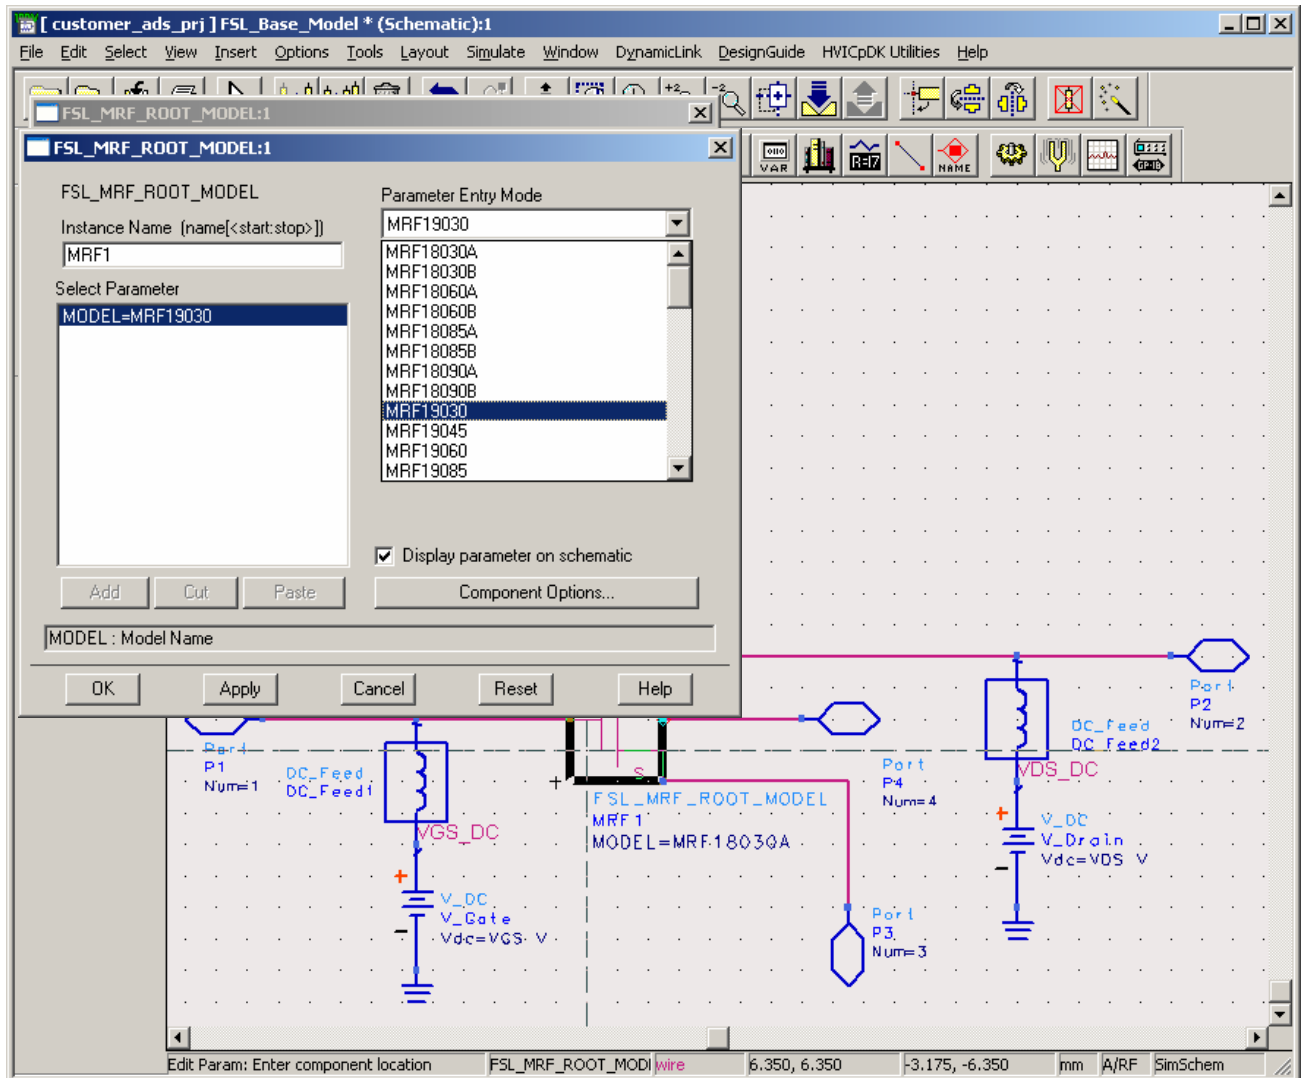 [ customer_ads_prj ] FSL_Base_Model * (Schematic):1
File Edit Select View Insert Options Tools Layout Simulate Window DynamicLink DesignGuide HVICpDK Utilities Help
+2
-2
FSL_MRF_ROOT_MODEL:1
VAR
R=17
NAME
GP-IB
FSL_MRF_ROOT_MODEL:1
FSL_MRF_ROOT_MODEL
Instance Name (name[<start:stop>])
MRF1
Select Parameter
MODEL=MRF19030
Parameter Entry Mode
MRF19030
MRF18030A
MRF18030B
MRF18060A
MRF18060B
MRF18085A
MRF18085B
MRF18090A
MRF18090B
MRF19030
MRF19045
MRF19060
MRF19085
Display parameter on schematic
Add Cut Paste
Component Options...
MODEL : Model Name
OK Apply Cancel Reset Help
Port
P1
Num=1
DC_Feed
DC_Feed1
VGS_DC
V_DC
V_Gate
Vdc=VGS V
S
FSL_MRF_ROOT_MODEL
MRF1
MODEL=MRF18030A
Port
P4
Num=4
Port
P3
Num=3
Port
P2
Num=2
DC_Feed
DC_Feed2
VDS_DC
V_DC
V_Drain
Vdc=VDS V
Edit Param: Enter component location FSL_MRF_ROOT_MODI wire 6.350, 6.350 -3.175, -6.350 mm A/RF SimSchem